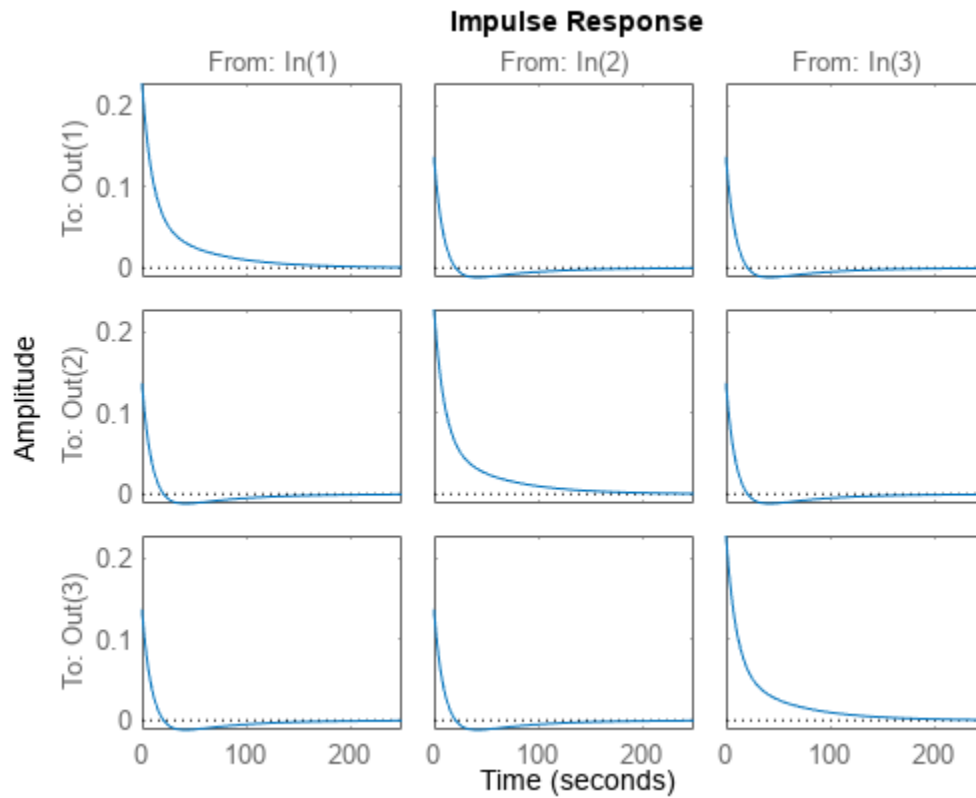 Impulse Response
From: In(1)
From: In(2)
From: In(3)
To: Out(1)
0.2
0.1
0
Amplitude
To: Out(2)
0.2
0.1
0
To: Out(3)
0.2
0.1
0
0 100 200
0 100 200
0 100 200
Time (seconds)